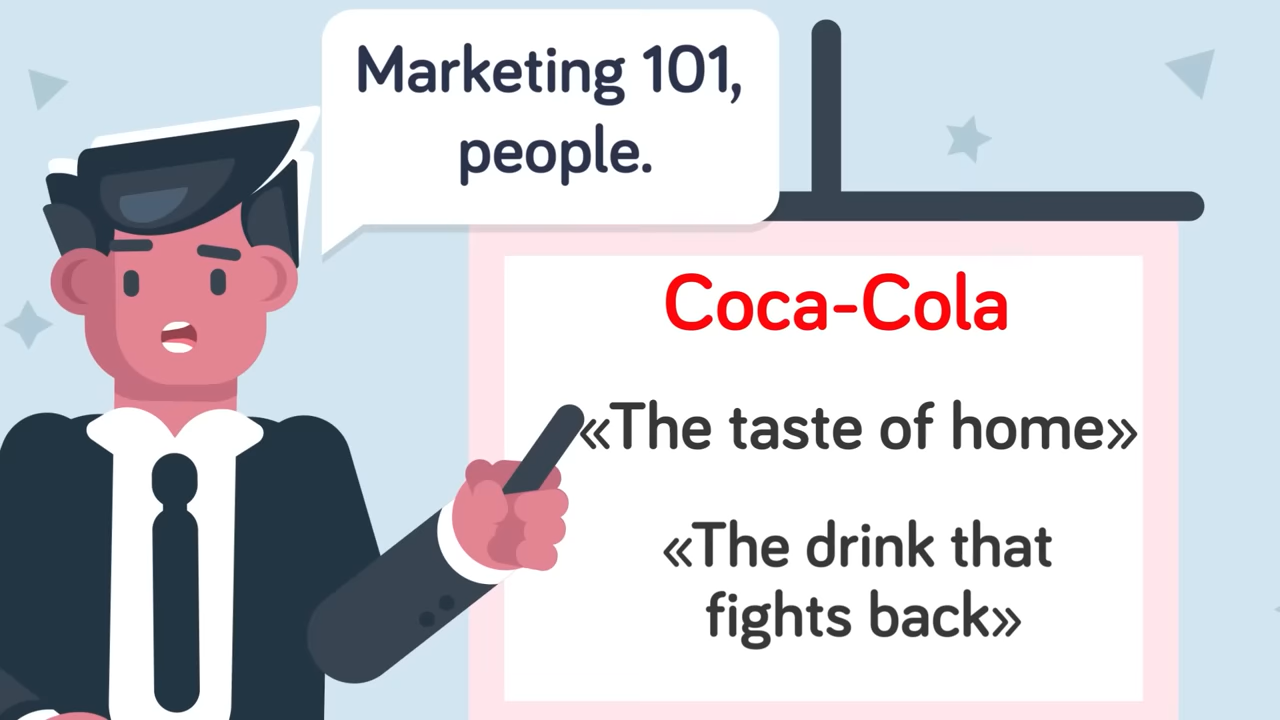 Marketing 101,
people.
Coca-Cola
«The taste of home»
«The drink that
fights back»